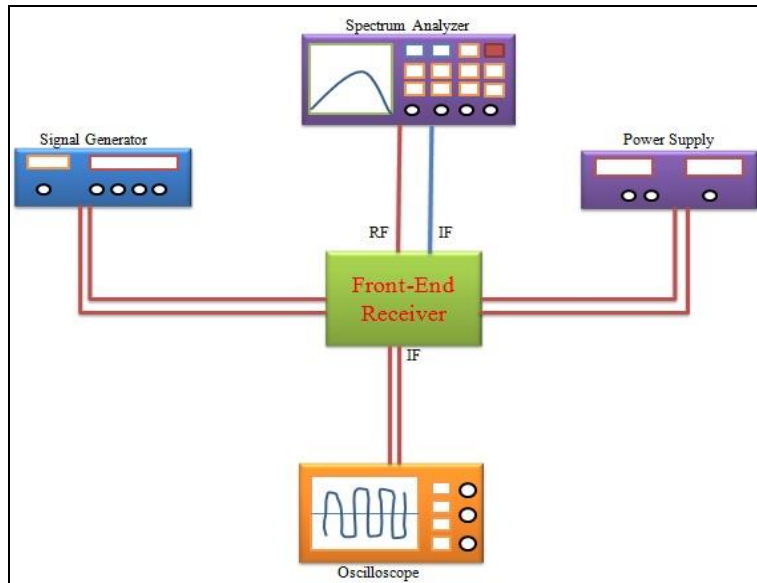 Spectrum Analyzer
Signal Generator
Power Supply
RF
IF
Front-End
Receiver
IF
Oscilloscope